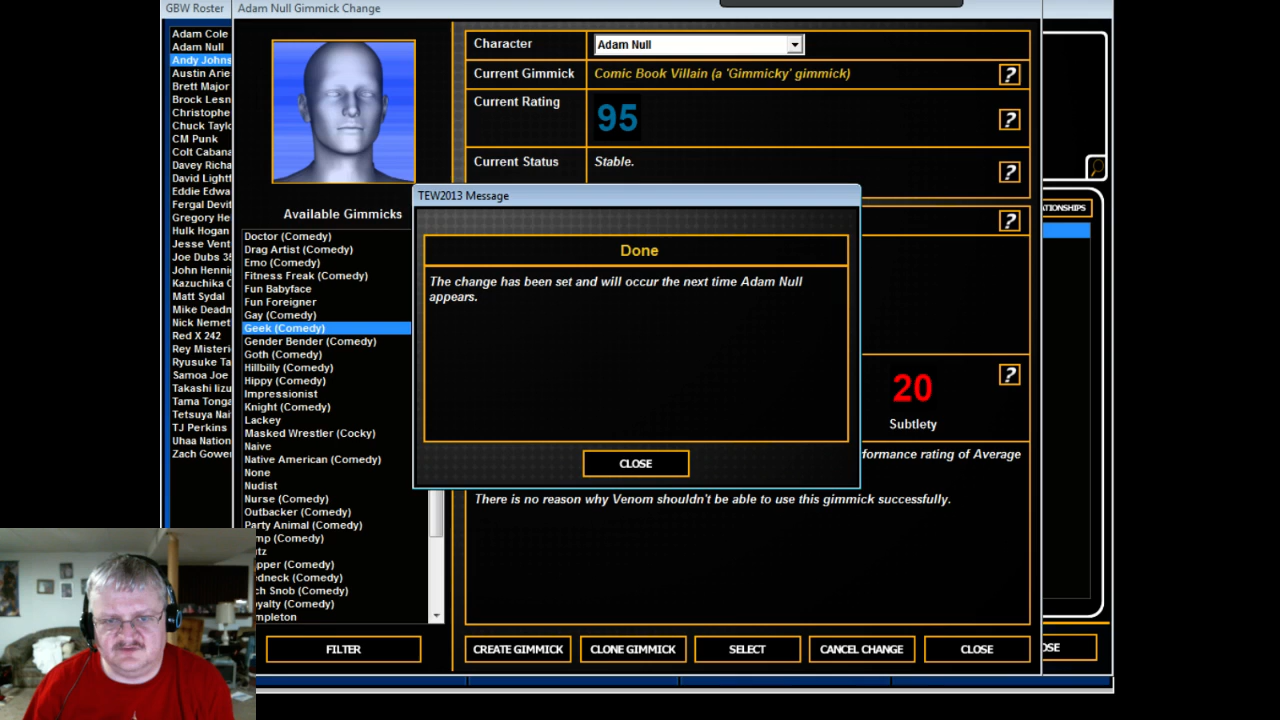 GBW Roster
Adam Null Gimmick Change
Adam Cole
Adam Null
Andy Johns
Austin Arie
Brett Major
Brock Lesn
Christophe
Chuck Taylo
CM Punk
Colt Cabana
Davey Richa
David Lightf
Eddie Edwa
Fergal Devit
Gregory He
Hulk Hogan
Jesse Vent
Joe Dubs 35
John Henni
Kazuchika
Matt Sydal
Mike Deadm
Nick Nemet
Red X 242
Rey Misteri
Ryusuke Ta
Samoa Joe
Takashi Iizu
Tama Tonga
Tetsuya Nai
TJ Perkins
Uhaa Nation
Zach Gower
Available Gimmicks
Doctor (Comedy)
Drag Artist (Comedy)
Emo (Comedy)
Fitness Freak (Comedy)
Fun Babyface
Fun Foreigner
Gay (Comedy)
Geek (Comedy)
Gender Bender (Comedy)
Goth (Comedy)
Hillbilly (Comedy)
Hippy (Comedy)
Impressionist
Knight (Comedy)
Lackey
Masked Wrestler (Cocky)
Naive
Native American (Comedy)
None
Nudist
Nurse (Comedy)
Outbacker (Comedy)
Party Animal (Comedy)
mp (Comedy)
tz
pper (Comedy)
edneck (Comedy)
ch Snob (Comedy)
yalty (Comedy)
mpleton
FILTER
Character
Adam Null
Current Gimmick
Comic Book Villain (a 'Gimmicky' gimmick)
?
Current Rating
95
?
Current Status
Stable.
?
?
TEW2013 Message
Done
The change has been set and will occur the next time Adam Null
appears.
CLOSE
20
Subtlety
?
formance rating of Average
There is no reason why Venom shouldn't be able to use this gimmick successfully.
CREATE GIMMICK
CLONE GIMMICK
SELECT
CANCEL CHANGE
CLOSE
ATIONSHIPS
OSE